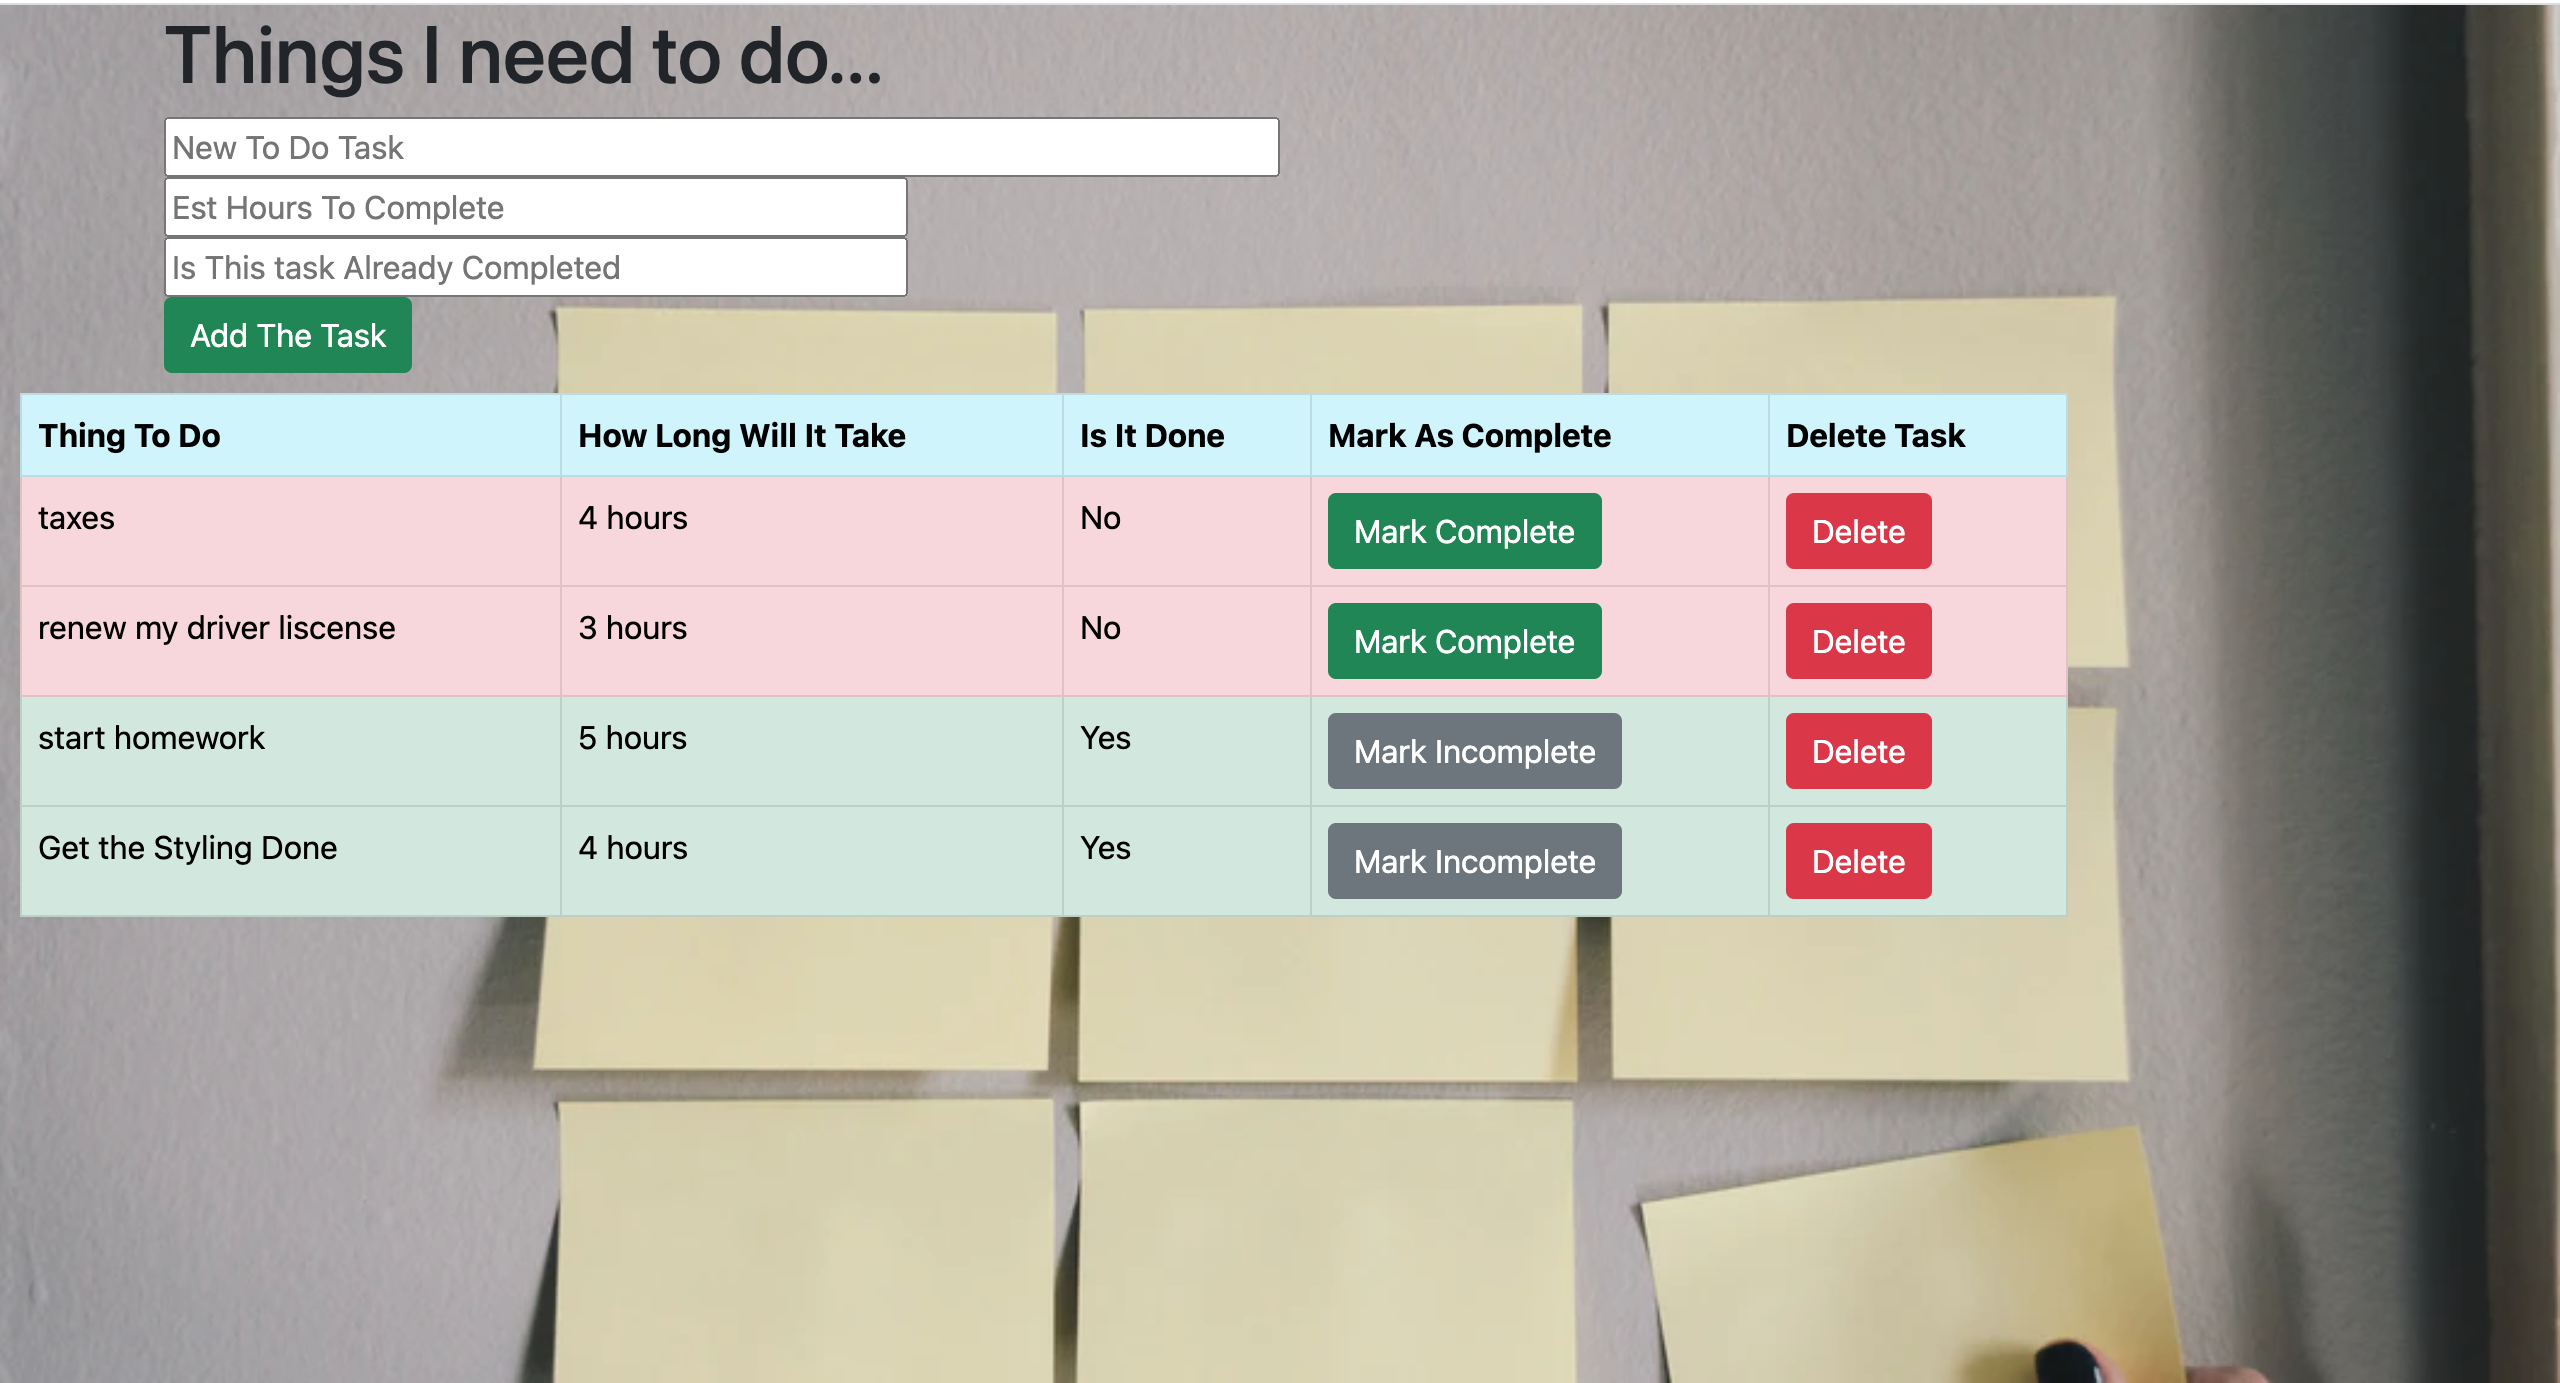 Things I need to do...
New To Do Task
Est Hours To Complete
Is This task Already Completed
Add The Task
Thing To Do How Long Will It Take Is It Done Mark As Complete Delete Task
taxes 4 hours No Mark Complete Delete
renew my driver liscense 3 hours No Mark Complete Delete
start homework 5 hours Yes Mark Incomplete Delete
Get the Styling Done 4 hours Yes Mark Incomplete Delete